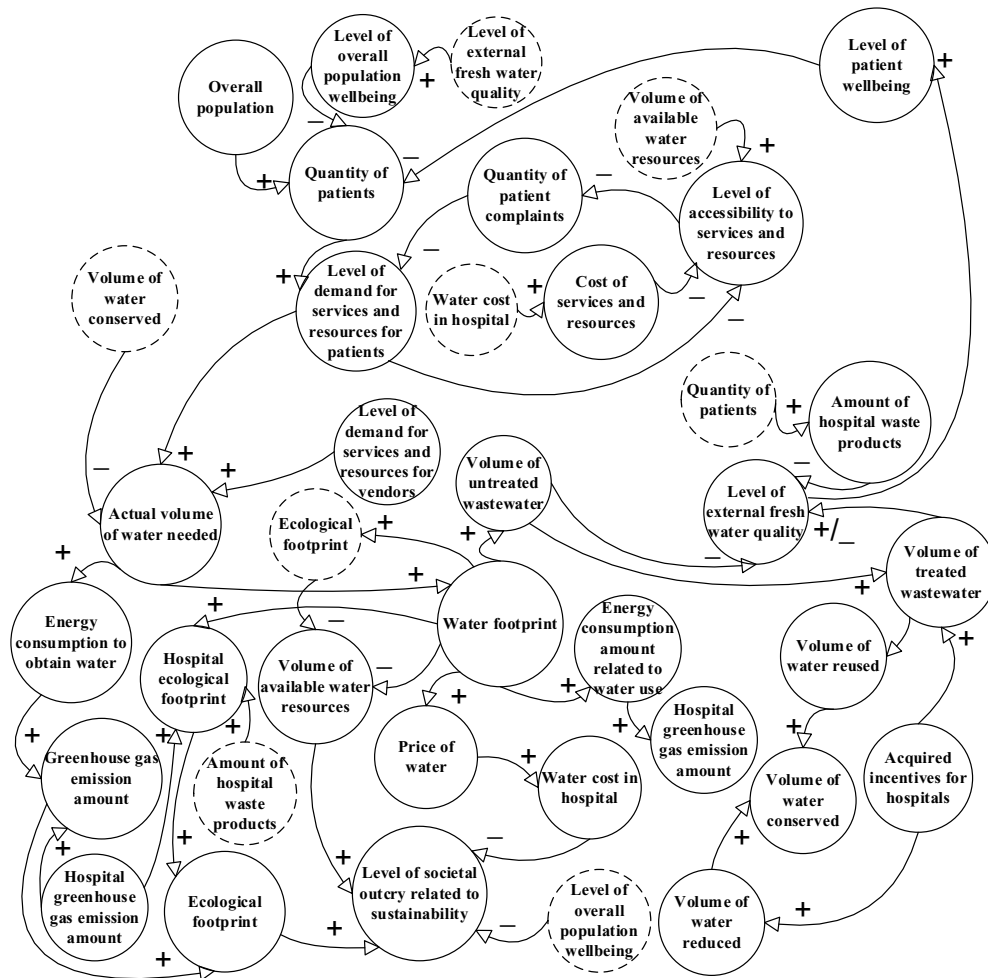 Level of
overall
population
wellbeing
Level of
external
fresh water
quality
Level of
patient
wellbeing
Overall
population
+
+
Volume of
available
water
resources
–
+
Quantity of
patients
–
+
Quantity of
patient
complaints
–
Level of
accessibility to
services and
resources
Volume of
water
conserved
+
Level of
demand for
services and
resources for
patients
–
Water cost
in hospital
+
Cost of
services and
resources
–
–
Quantity of
patients
+
Amount of
hospital waste
products
Level of
demand for
services and
resources for
vendors
–
+
+
Actual volume
of water needed
Volume of
untreated
wastewater
–
Level of
external fresh
water quality
+/–
Ecological
footprint
+
+
–
Volume of
treated
wastewater
+
+
+
Energy
consumption to
obtain water
+
Hospital
ecological
footprint
–
Volume of
available water
resources
–
Water footprint
Energy
consumption
amount
related to
water use
+
Volume of
water reused
+
+
+
+
Greenhouse gas
emission
amount
+
+
Amount of
hospital
waste
products
Price of
water
+
Water cost in
hospital
+
Hospital
greenhouse
gas emission
amount
+
Volume of
water
conserved
Acquired
incentives for
hospitals
+
Hospital
greenhouse gas
emission
amount
+
Ecological
footprint
+
+
+
Level of societal
outcry related to
sustainability
–
–
Level of
overall
population
wellbeing
+
Volume of
water
reduced
+